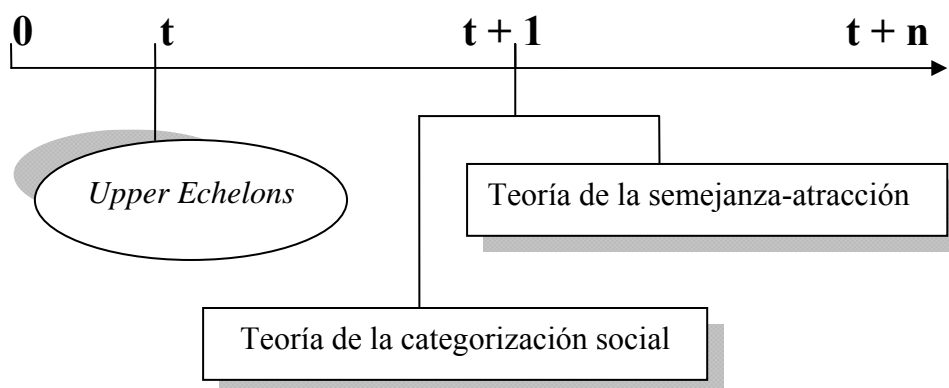 0 t t + 1 t + n
Upper Echelons
Teoría de la semejanza-atracción
Teoría de la categorización social